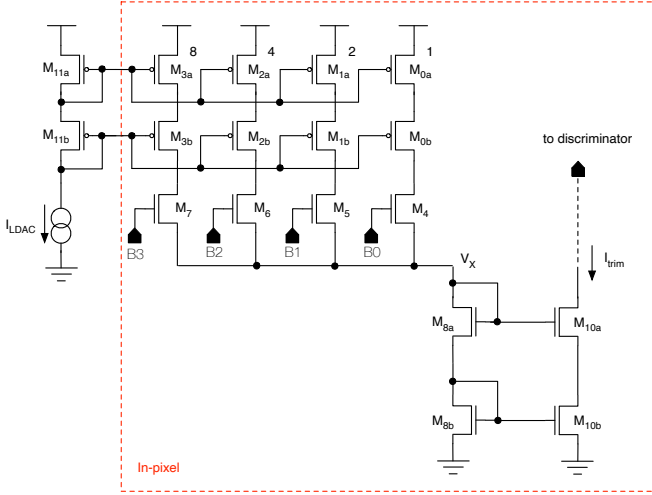 8 4 2 1
M11a M3a M2a M1a M0a
M11b M3b M2b M1b M0b
to discriminator
M7 M6 M5 M4
ILDAC
B3 B2 B1 B0
VX
Itrim
M8a M10a
M8b M10b
In-pixel